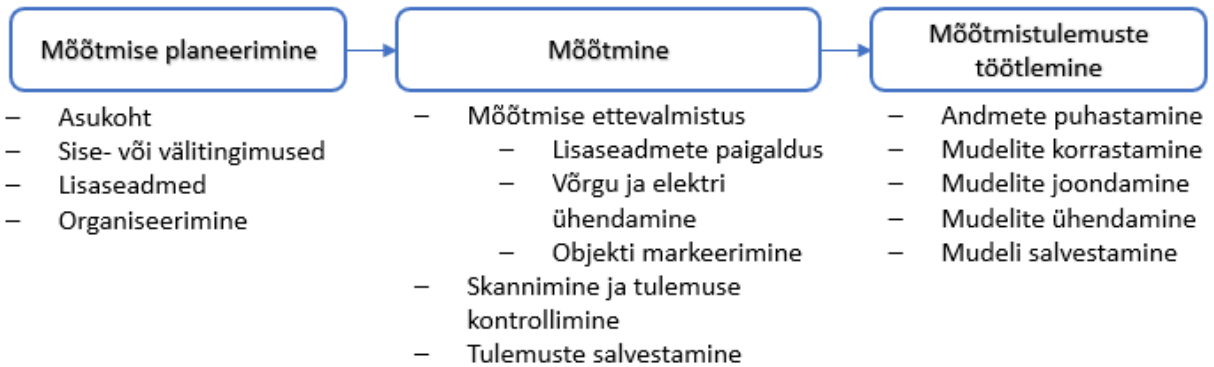 Mõõtmise planeerimine
– Asukoht
– Sise- või välitingimused
– Lisaseadmed
– Organiseerimine
Mõõtmine
– Mõõtmise ettevalmistus
– Lisaseadmete paigaldus
– Võrgu ja elektri
ühendamine
– Objekti markeerimine
– Skannimine ja tulemuse
kontrollimine
– Tulemuste salvestamine
Mõõtmistulemuste
töötlemine
– Andmete puhastamine
– Mudelite korrastamine
– Mudelite joondamine
– Mudelite ühendamine
– Mudeli salvestamine